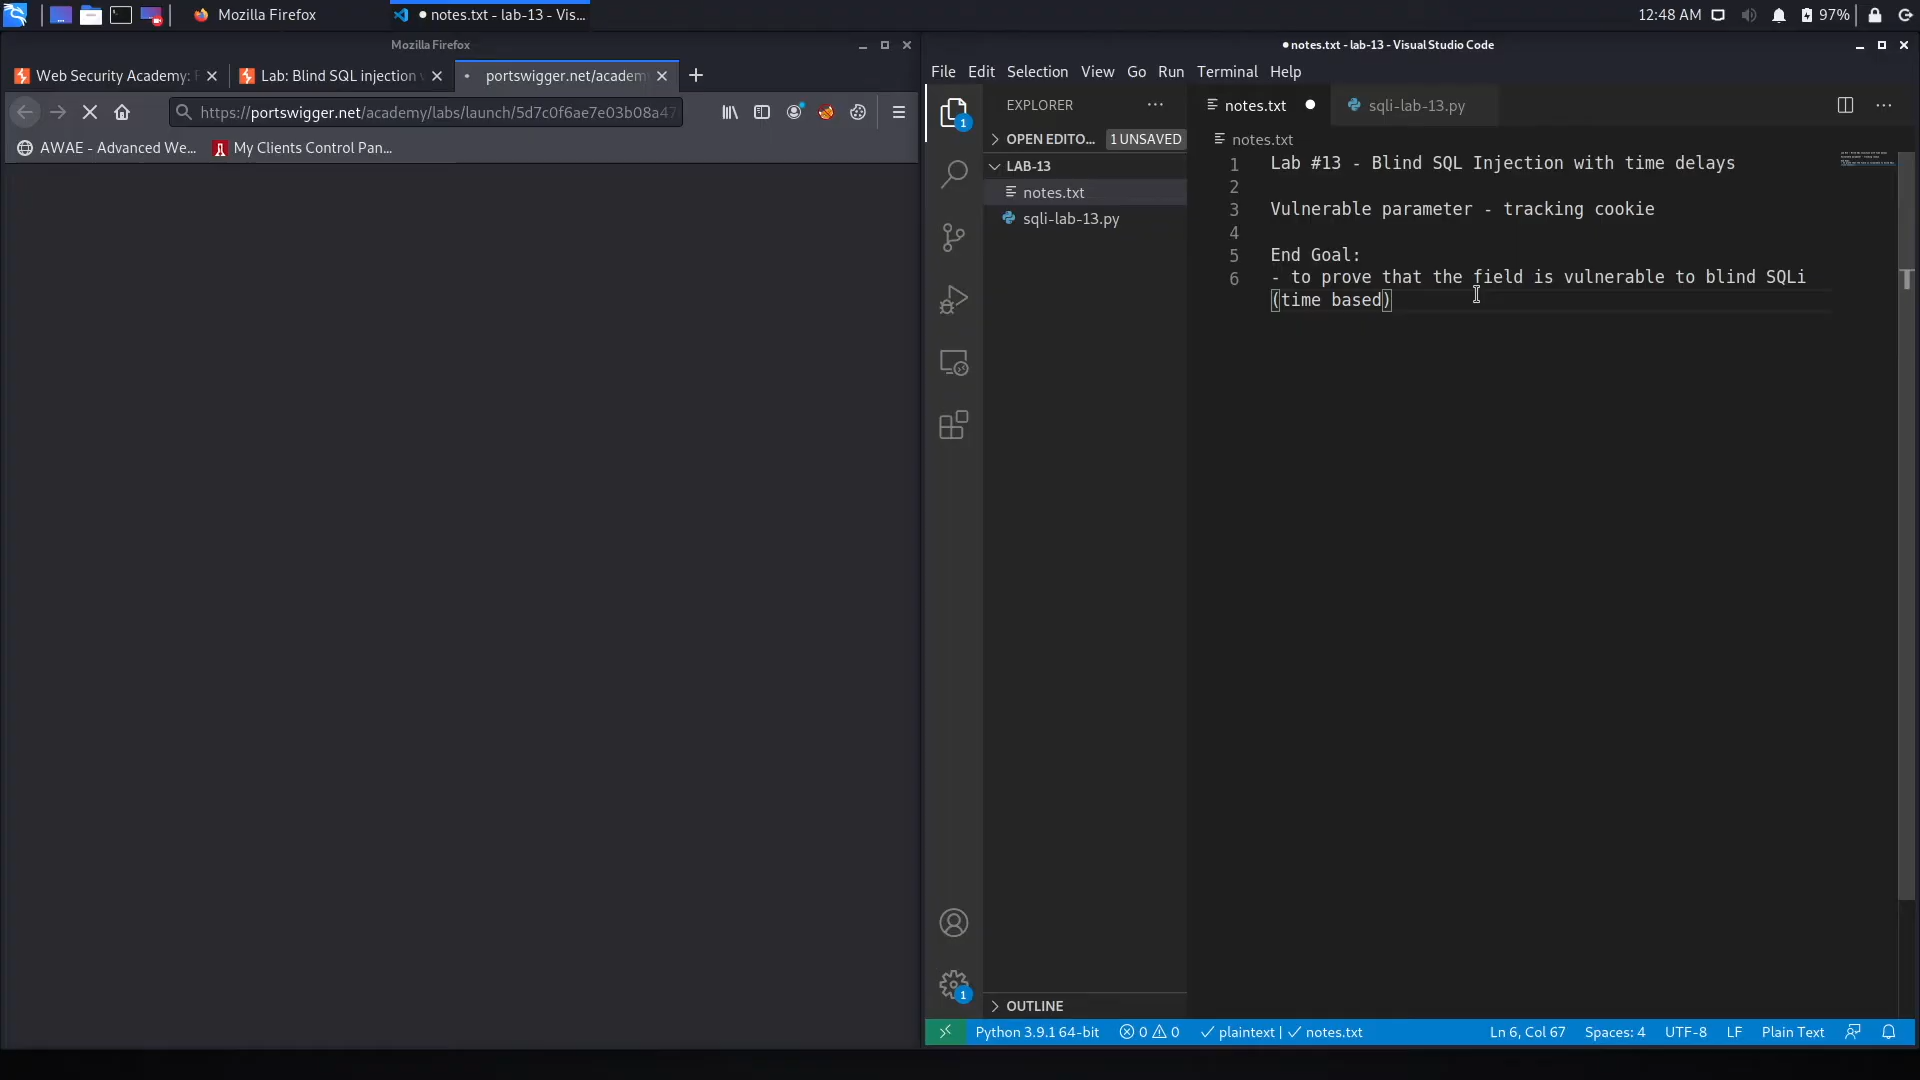 Mozilla Firefox
notes.txt - lab-13 - Vis...
12:48 AM
97%
Mozilla Firefox
Web Security Academy:
Lab: Blind SQL injection
portswigger.net/academ
https://portswigger.net/academy/labs/launch/5d7c0f6ae7e03b08a47
AWAE - Advanced We...
My Clients Control Pan...
notes.txt - lab-13 - Visual Studio Code
File Edit Selection View Go Run Terminal Help
EXPLORER
OPEN EDITO... 1 UNSAVED
LAB-13
notes.txt
sqli-lab-13.py
1
notes.txt
sqli-lab-13.py
notes.txt
1 Lab #13 - Blind SQL Injection with time delays
2
3 Vulnerable parameter - tracking cookie
4
5 End Goal:
6 - to prove that the field is vulnerable to blind SQLi
(time based)
1
OUTLINE
Python 3.9.1 64-bit
0 0
plaintext | notes.txt
Ln 6, Col 67
Spaces: 4
UTF-8
LF
Plain Text